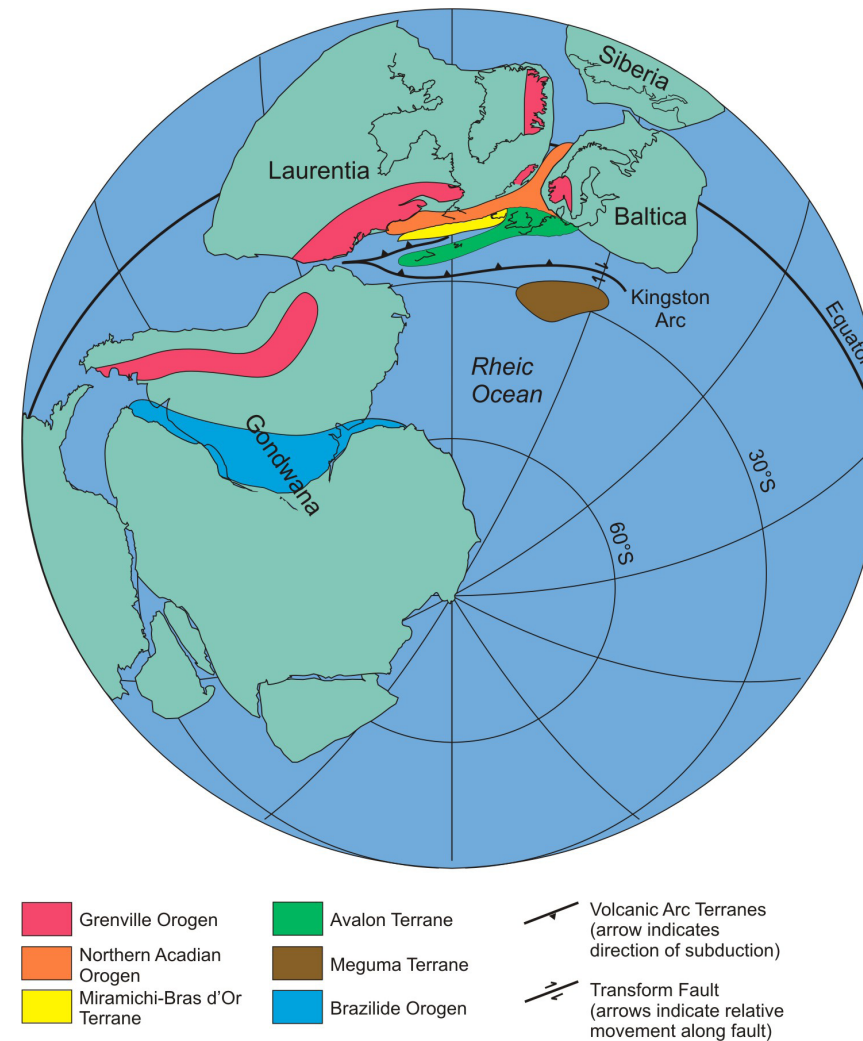 Siberia
Laurentia
Baltica
Kingston
Arc
Equator
Rheic
Ocean
Gondwana
30°S
60°S
Grenville Orogen
Northern Acadian
Orogen
Miramichi-Bras d'Or
Terrane
Avalon Terrane
Meguma Terrane
Brazilide Orogen
Volcanic Arc Terranes
(arrow indicates
direction of subduction)
Transform Fault
(arrows indicate relative
movement along fault)